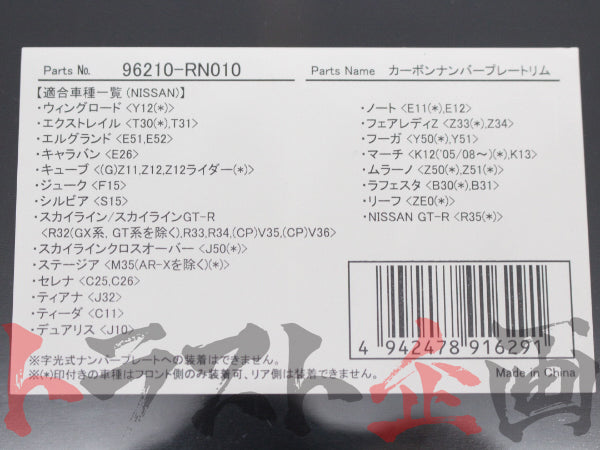 Parts No. 96210-RN010
Parts Name カーボンナンバープレートリム
【適合車種一覧(NISSAN)】
・ウィングロード<Y12(*)>
・エクストレイル<T30(*),T31>
・エルグランド<E51,E52>
・キャラバン<E26>
・キューブ<(G)Z11,Z12,Z12ライダー(*)>
・ジューク<F15>
・シルビア<S15>
・スカイライン/スカイラインGT-R
<R32(GX系, GT系を除く),R33,R34,(CP)V35,(CP)V36>
・スカイラインクロスオーバー<J50(*)>
・ステージア<M35(AR-Xを除く)(*)>
・セレナ<C25,C26>
・ティアナ<J32>
・ティーダ<C11>
・デュアリス<J10>
・ノート<E11(*),E12>
・フェアレディZ<Z33(*),Z34>
・フーガ<Y50(*),Y51>
・マーチ<K12('05/08~)(*),K13>
・ムラーノ<Z50(*),Z51(*)>
・ラフェスタ<B30(*),B31>
・リーフ<ZE0(*)>
・NISSAN GT-R<R35(*)>
4 942478 916291
※字光式ナンバープレートへの装着はできません。
※(*)印付きの車種はフロント側のみ装着可、リア側は装着できません。
Made in China
トラスト企画